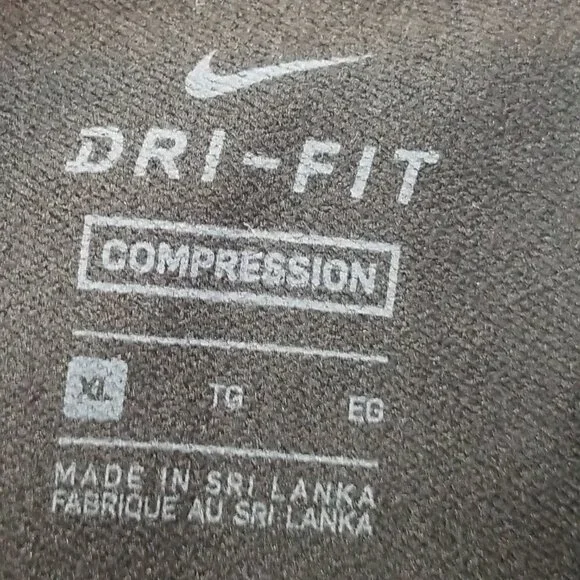 DRI-FIT
COMPRESSION
XL TG EG
MADE IN SRI LANKA
FABRIQUE AU SRI LANKA